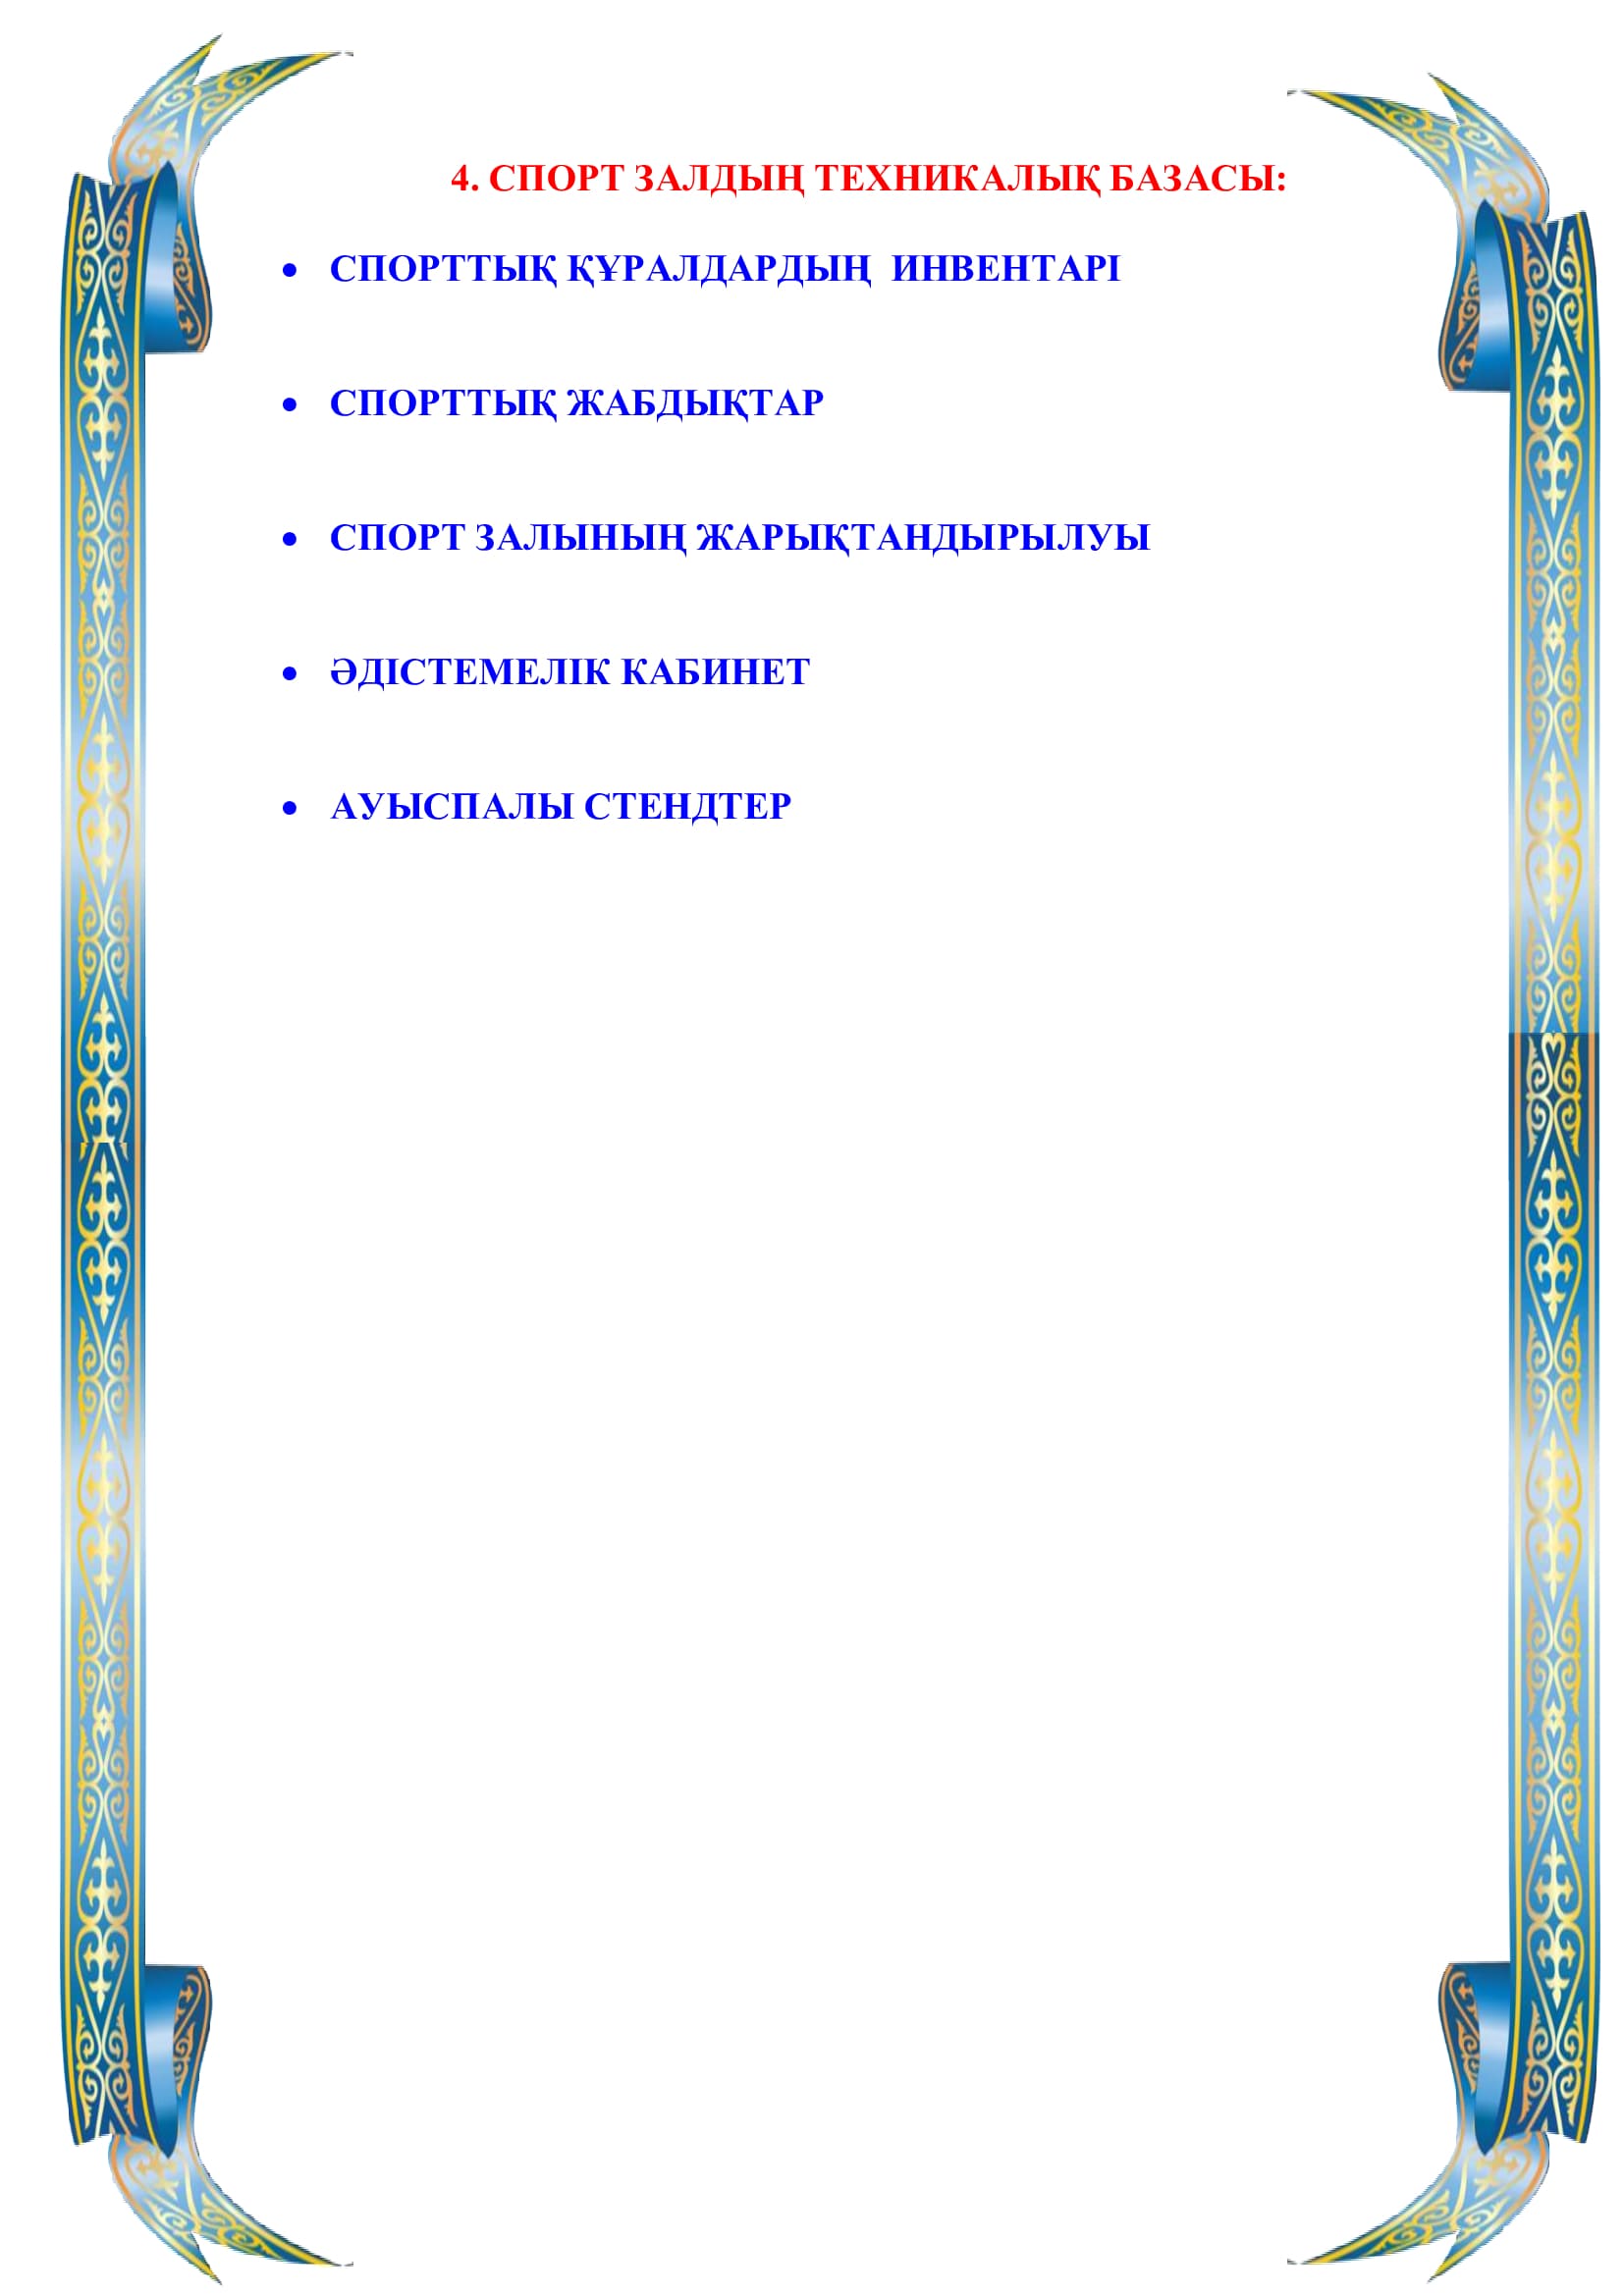 4. СПОРТ ЗАЛДЫҢ ТЕХНИКАЛЫҚ БАЗАСЫ:
• СПОРТТЫҚ ҚҰРАЛДАРДЫҢ  ИНВЕНТАРІ
• СПОРТТЫҚ ЖАБДЫҚТАР
• СПОРТ ЗАЛЫНЫҢ ЖАРЫҚТАНДЫРЫЛУЫ
• ӘДІСТЕМЕЛІК КАБИНЕТ
• АУЫСПАЛЫ СТЕНДТЕР